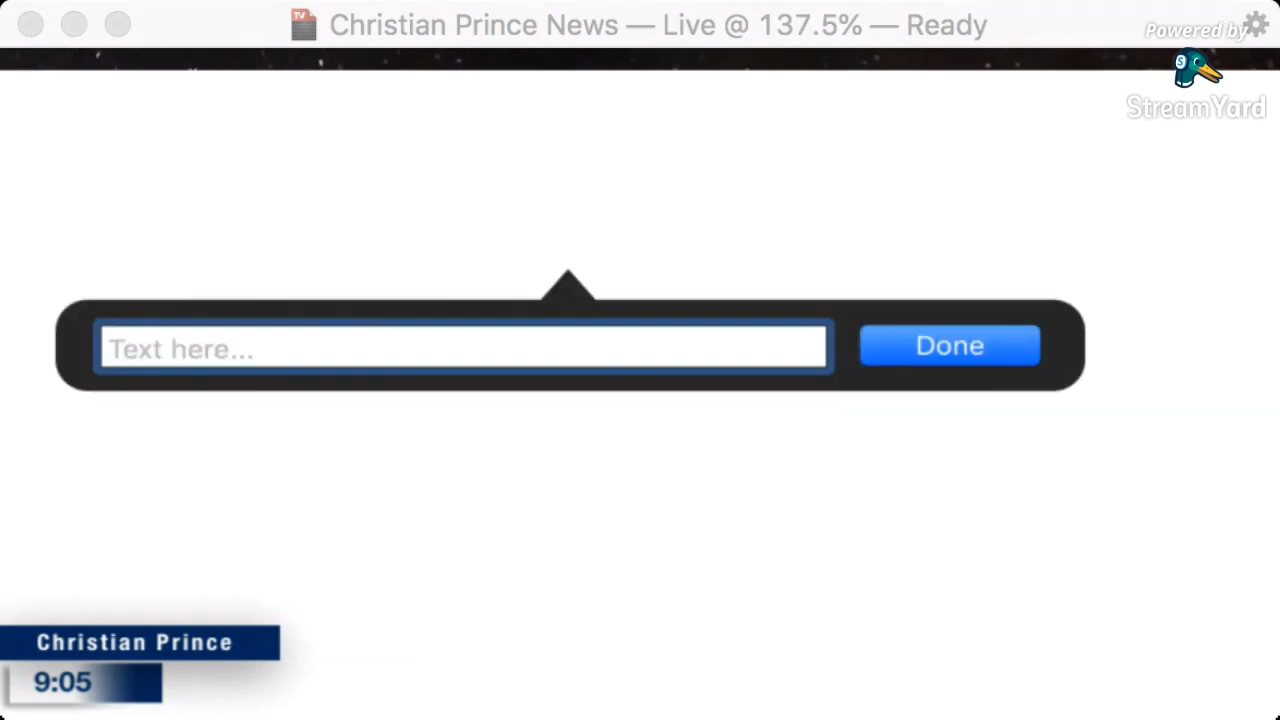 Christian Prince News — Live @ 137.5% — Ready
Powered by
StreamYard
Text here...
Done
Christian Prince
9:05